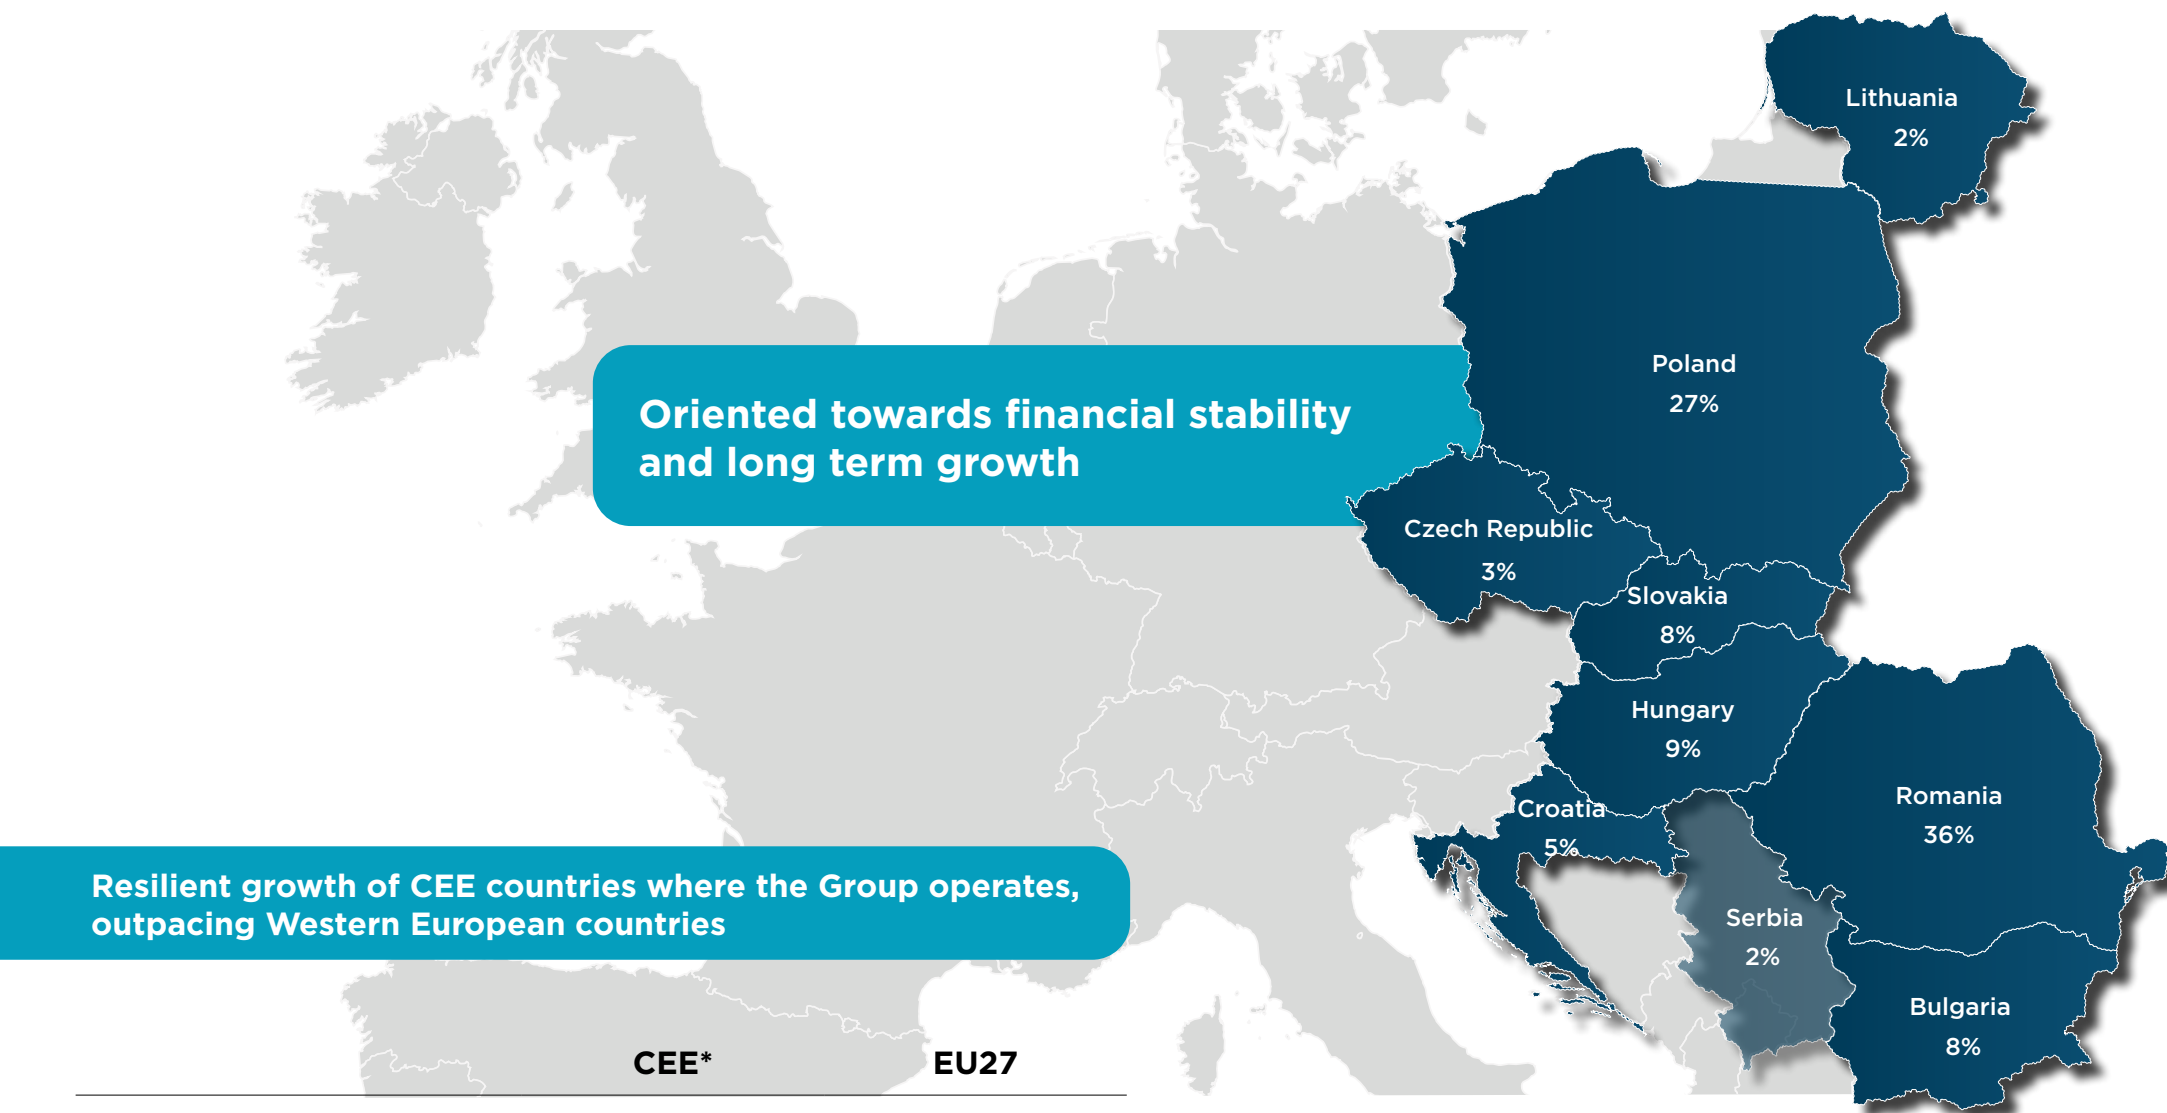 Lithuania
2%
Poland
27%
Oriented towards financial stability
and long term growth
Czech Republic
3%
Slovakia
8%
Hungary
9%
Romania
36%
Croatia
5%
Resilient growth of CEE countries where the Group operates,
outpacing Western European countries
Serbia
2%
Bulgaria
8%
CEE* EU27